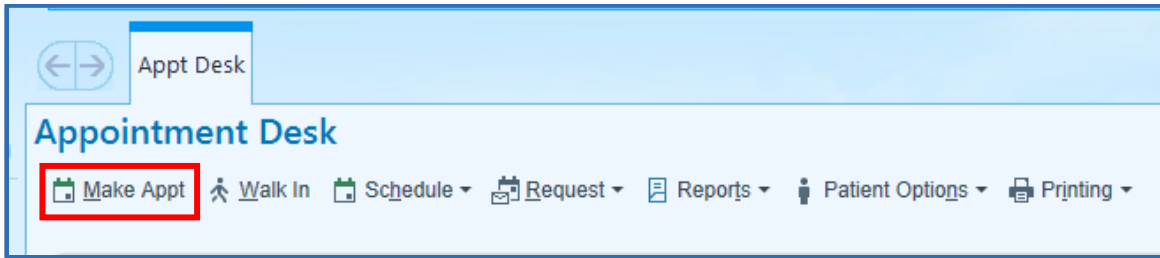 Appt Desk
Appointment Desk
Make Appt Walk In Schedule Request Reports Patient Options Printing